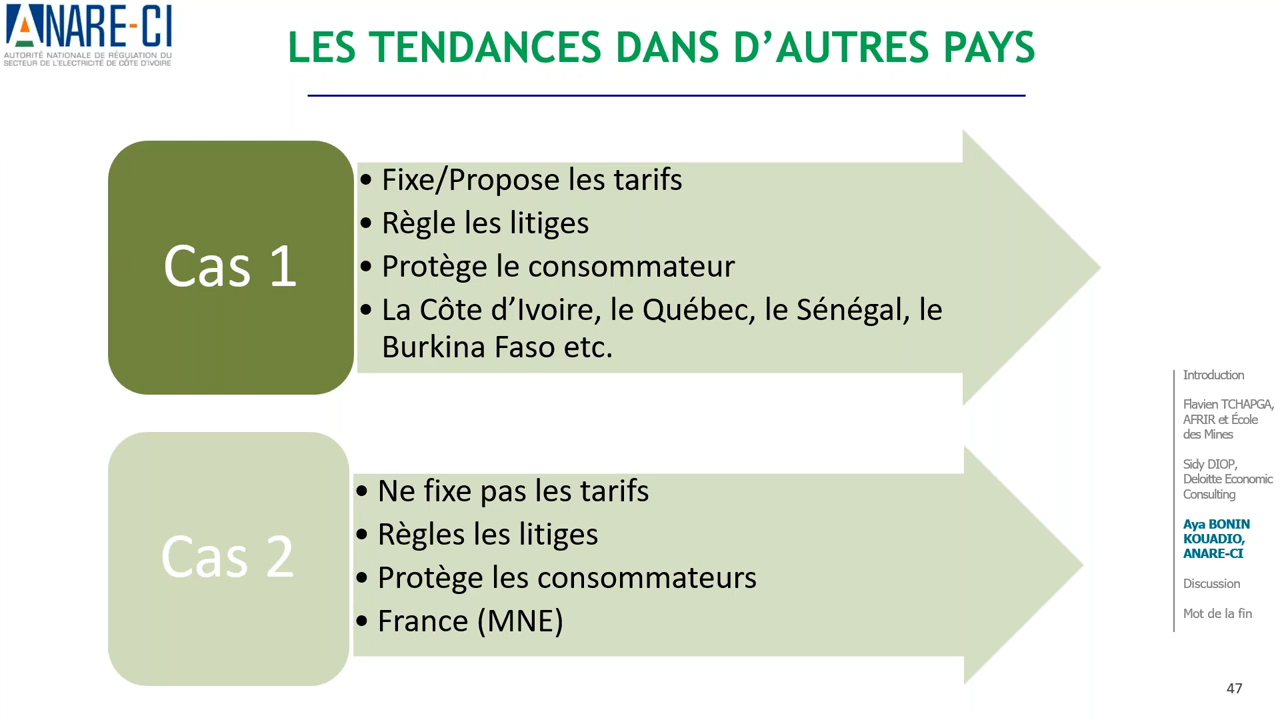 ANARE-CI
AUTORITÉ NATIONALE DE RÉGULATION DU
SECTEUR DE L'ELECTRICITÉ DE CÔTE D'IVOIRE
LES TENDANCES DANS D’AUTRES PAYS
Cas 1
• Fixe/Propose les tarifs
• Règle les litiges
• Protège le consommateur
• La Côte d’Ivoire, le Québec, le Sénégal, le
Burkina Faso etc.
Cas 2
• Ne fixe pas les tarifs
• Règles les litiges
• Protège les consommateurs
• France (MNE)
Introduction
Flavien TCHAPGA,
AFRIR et École
des Mines
Sidy DIOP,
Deloitte Economic
Consulting
Aya BONIN
KOUADIO,
ANARE-CI
Discussion
Mot de la fin
47